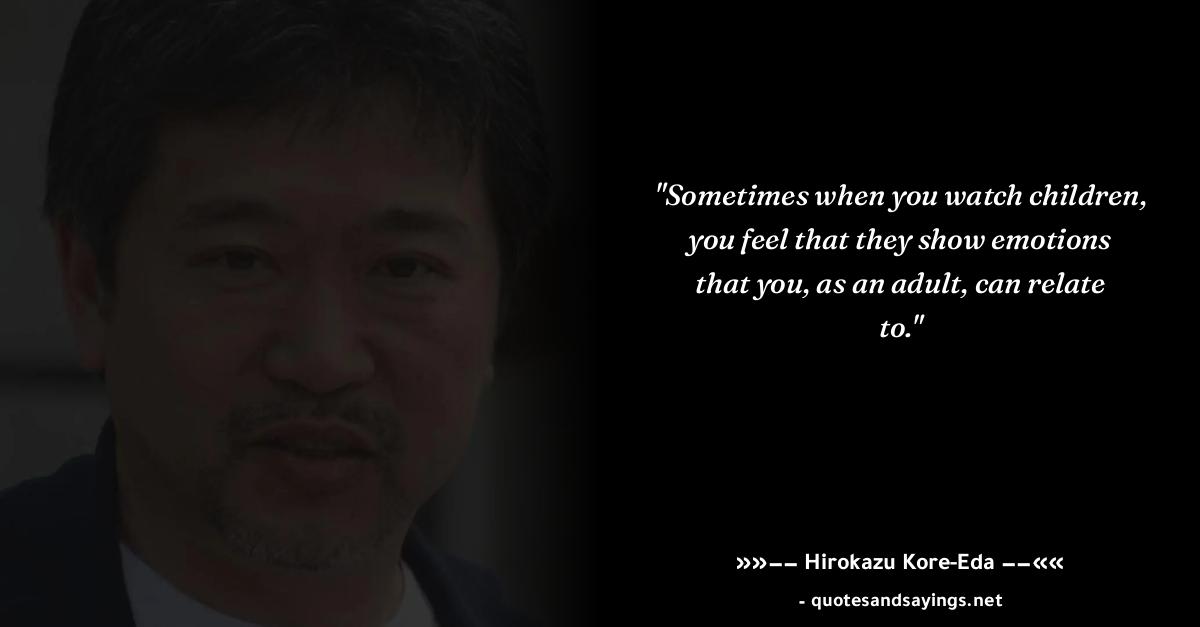 "Sometimes when you watch children,
you feel that they show emotions
that you, as an adult, can relate
to."
»»−− Hirokazu Kore-Eda −−««
- quotesandsayings.net